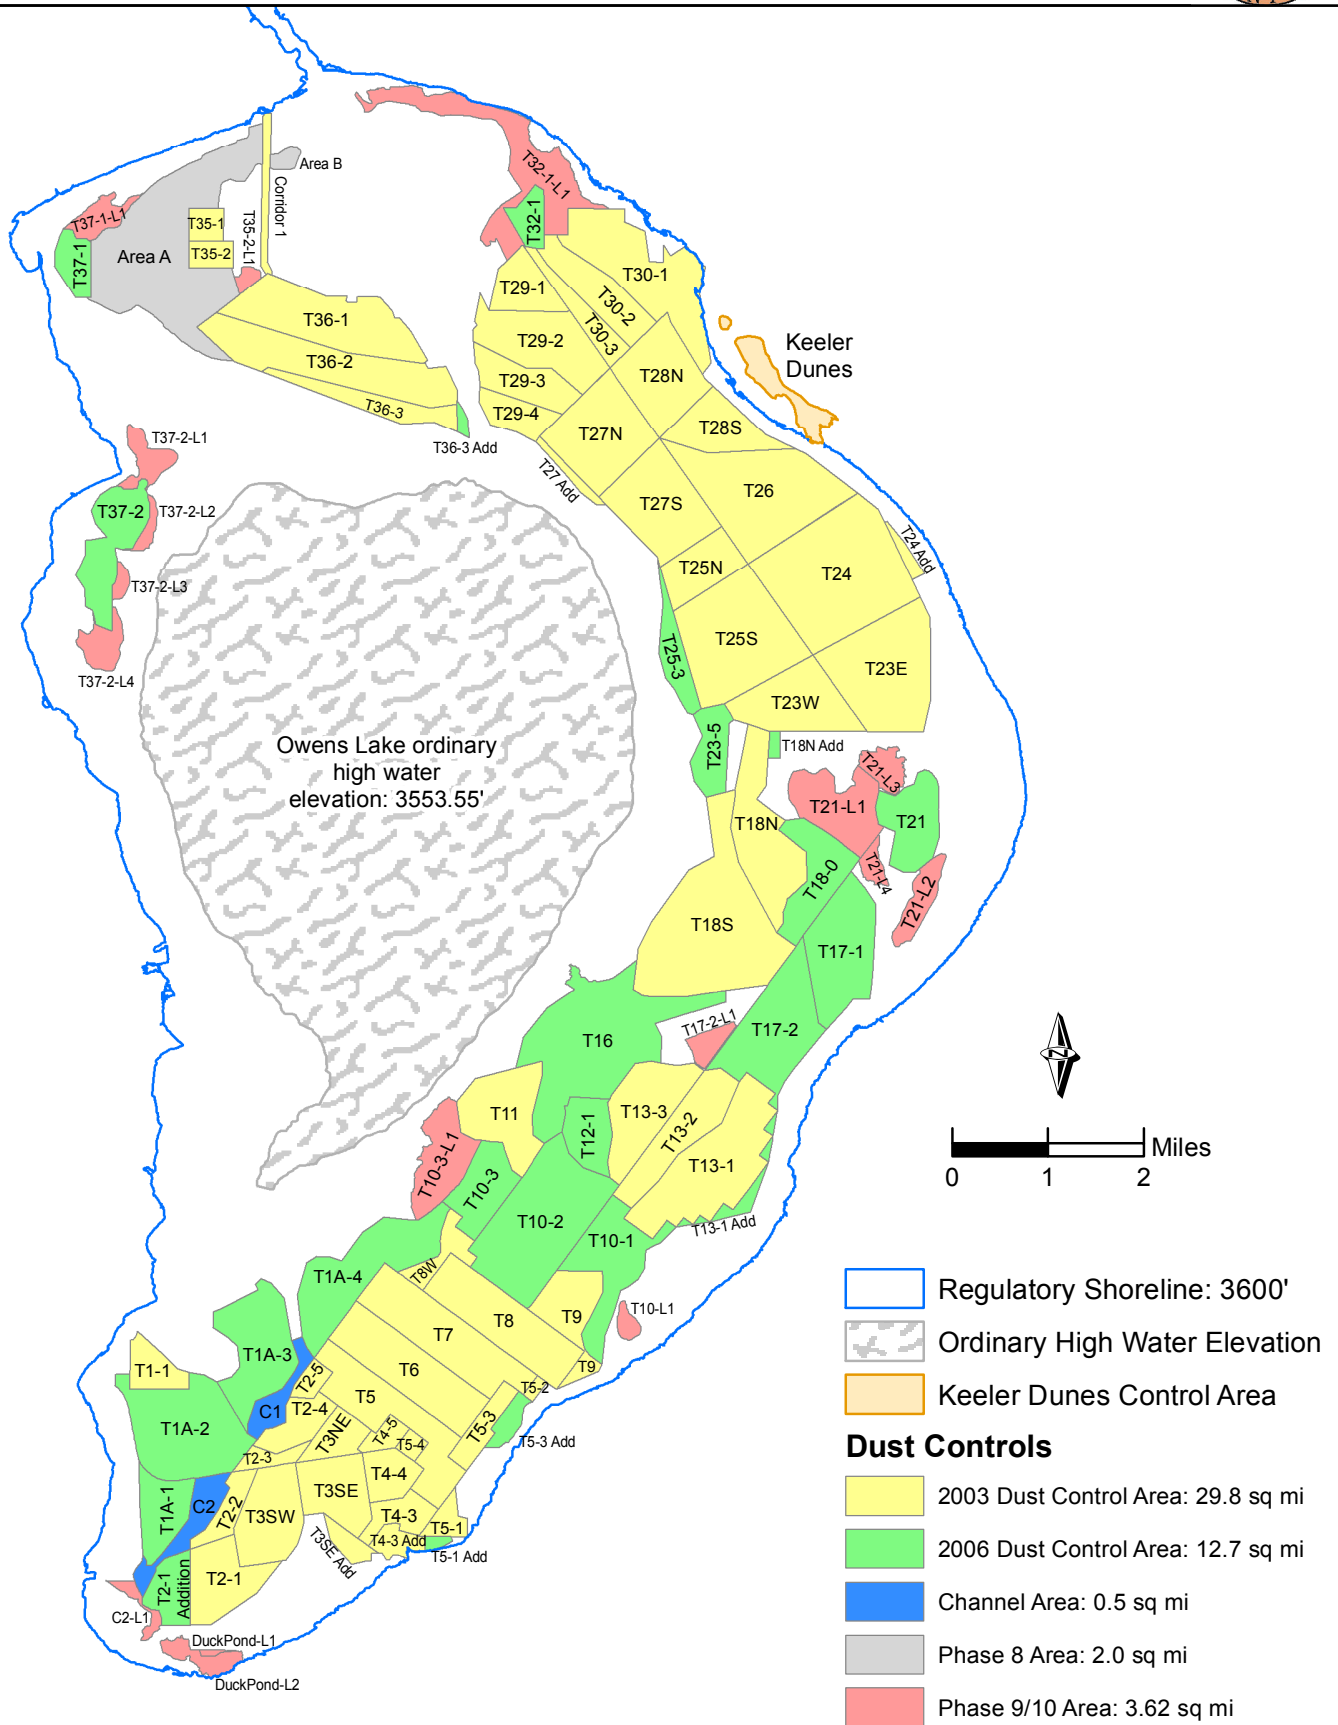 Area B
Corridor 1
T32-1-L1
T37-1-L1
T35-1
T35-2-L1
T32-1
T37-1
Area A
T35-2
T30-1
T29-1
T30-2
T36-1
T30-3
T29-2
Keeler
Dunes
T36-2
T28N
T29-3
T36-3
T29-4
T28S
T27N
T37-2-L1
T36-3 Add
T27 Add
T26
T27S
T37-2
T37-2-L2
T24 Add
T25N
T24
T37-2-L3
T25S
T25-3
T23E
T37-2-L4
T23W
Owens Lake ordinary
high water
elevation: 3553.55'
T23-5
T18N Add
T21-L3
T21-L1
T18N
T21
T18-0
T21-L4
T21-L2
T18S
T17-1
T17-2-L1
T17-2
T16
N
T11
T13-3
T13-2
T12-1
T13-1
T10-3-L1
T10-3
Miles
0
1
2
T10-2
T13-1 Add
T10-1
T1A-4
T8W
Regulatory Shoreline: 3600'
T10-L1
T9
T8
T7
Ordinary High Water Elevation
T1A-3
T1-1
T6
T9
T2-5
T5-2
T5
Keeler Dunes Control Area
C1
T2-4
T1A-2
T3NE
T4-5
T5-4
T5-3
T5-3 Add
Dust Controls
T2-3
T4-4
T3SE
2003 Dust Control Area: 29.8 sq mi
T1A-1
C2
T2-2
T3SW
T4-3
T5-1
T4-3 Add
T3SE Add
T5-1 Add
2006 Dust Control Area: 12.7 sq mi
T2-1
Addition
T2-1
C2-L1
Channel Area: 0.5 sq mi
DuckPond-L1
Phase 8 Area: 2.0 sq mi
DuckPond-L2
Phase 9/10 Area: 3.62 sq mi